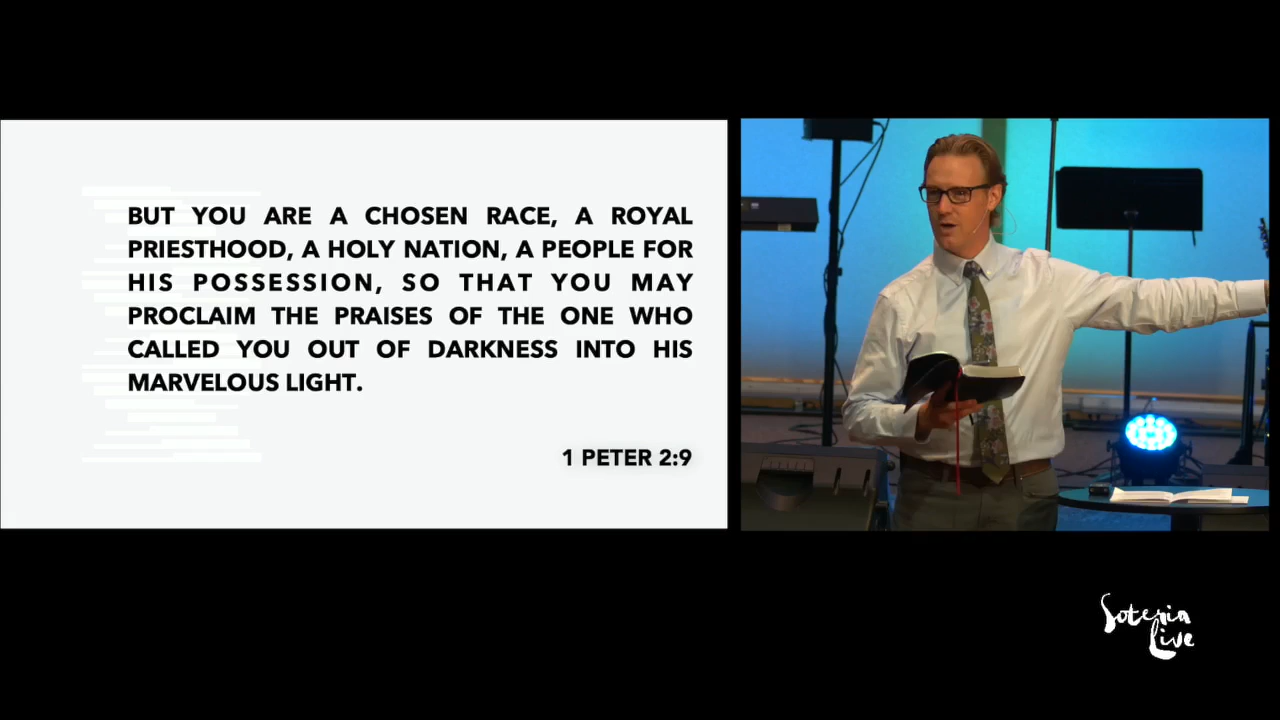 BUT YOU ARE A CHOSEN RACE, A ROYAL
PRIESTHOOD, A HOLY NATION, A PEOPLE FOR
HIS POSSESSION, SO THAT YOU MAY
PROCLAIM THE PRAISES OF THE ONE WHO
CALLED YOU OUT OF DARKNESS INTO HIS
MARVELOUS LIGHT.
1 PETER 2:9
Soteria
Live